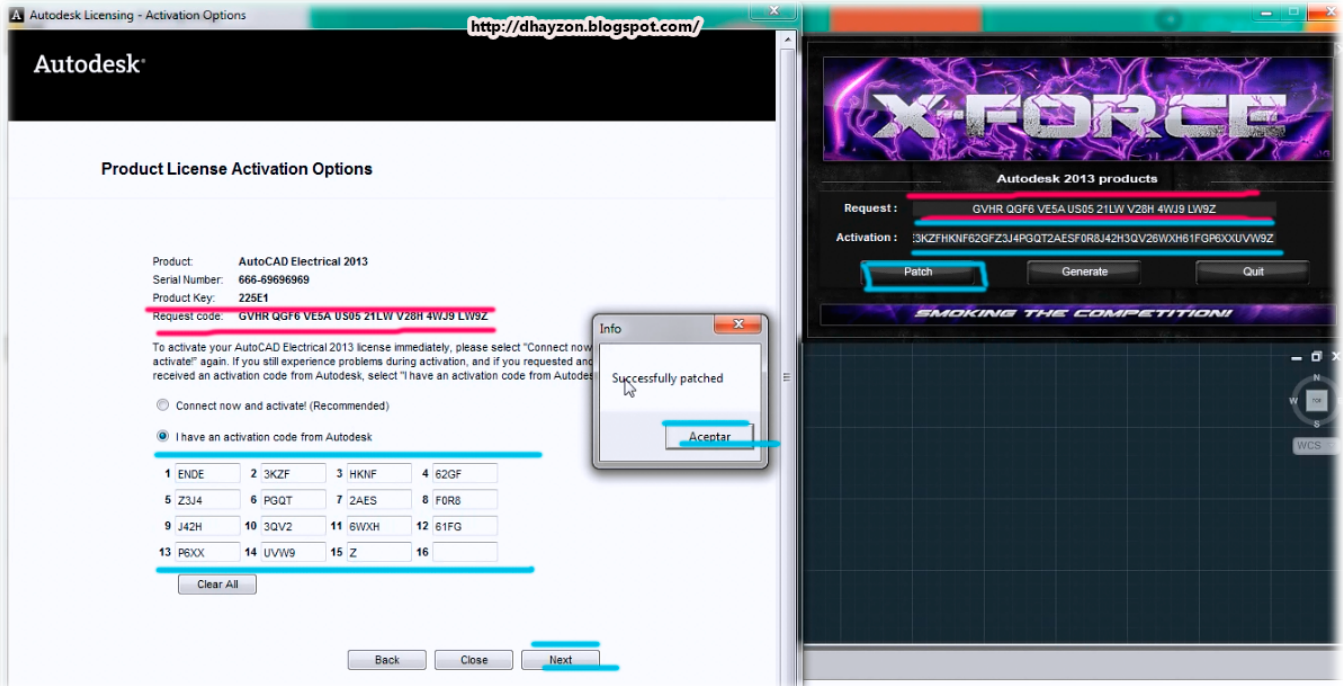 Autodesk Licensing - Activation Options
http://dhayzon.blogspot.com/
Autodesk
Product License Activation Options
Product: AutoCAD Electrical 2013
Serial Number: 666-69696969
Product Key: 225E1
Request code: GVHR QGF6 VE5A US05 21LW V28H 4WJ9 LW9Z
To activate your AutoCAD Electrical 2013 license immediately, please select "Connect now
activate!" again. If you still experience problems during activation, and if you requested and
received an activation code from Autodesk, select "I have an activation code from Autodes
Connect now and activate! (Recommended)
I have an activation code from Autodesk
1 ENDE 2 3KZF 3 HKNF 4 62GF
5 Z3J4 6 PGQT 7 2AES 8 F0R8
9 J42H 10 3QV2 11 6WXH 12 61FG
13 P6XX 14 UVW9 15 Z 16
Clear All
Back Close Next
Info
Successfully patched
Aceptar
X-FORCE
Autodesk 2013 products
Request : GVHR QGF6 VE5A US05 21LW V28H 4WJ9 LW9Z
Activation : 3KZFHKNF62GFZ3J4PGQT2AESF0R8J42H3QV26WXH61FGP6XXUVW9Z
Patch Generate Quit
SMOKING THE COMPETITION!
N
W TOP
S
WCS